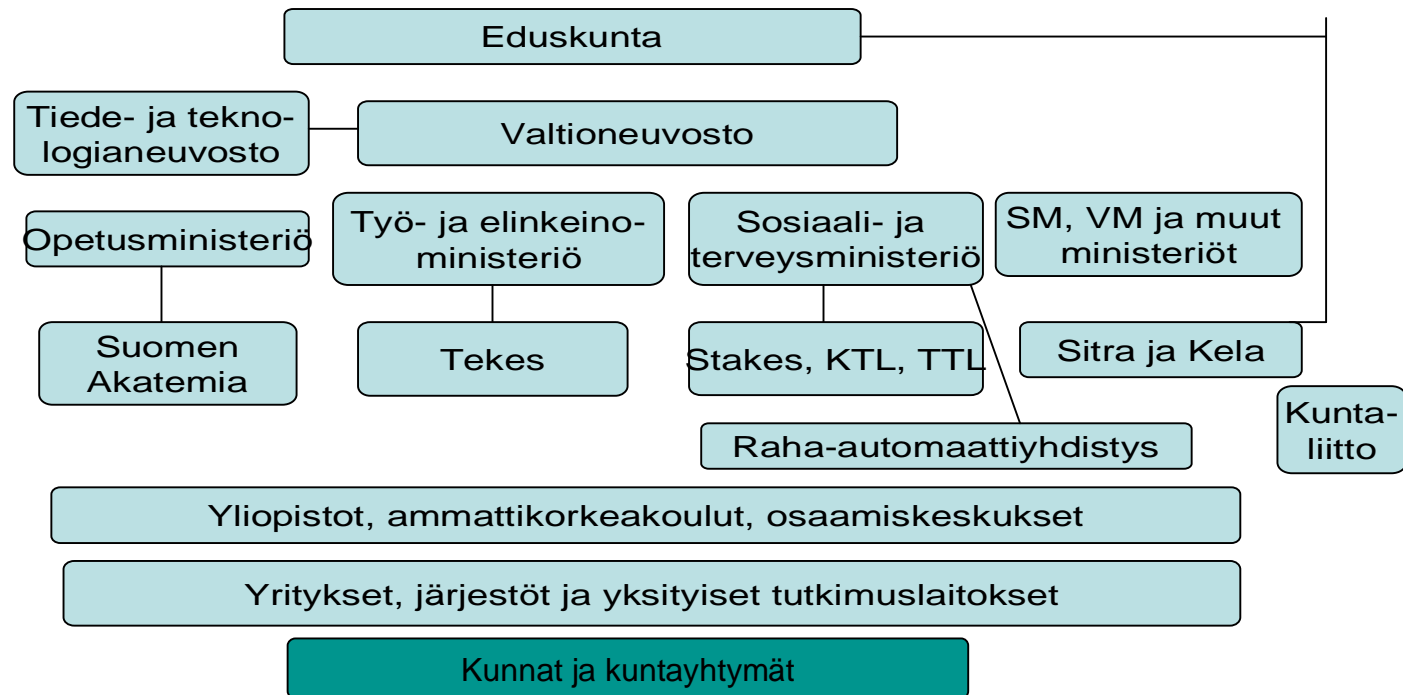 Eduskunta
Tiede- ja tekno-
logianeuvosto
Valtioneuvosto
Opetusministeriö
Työ- ja elinkeino-
ministeriö
Sosiaali- ja
terveysministeriö
SM, VM ja muut
ministeriöt
Suomen
Akatemia
Tekes
Stakes, KTL, TTL
Sitra ja Kela
Kunta-
liitto
Raha-automaattiyhdistys
Yliopistot, ammattikorkeakoulut, osaamiskeskukset
Yritykset, järjestöt ja yksityiset tutkimuslaitokset
Kunnat ja kuntayhtymät